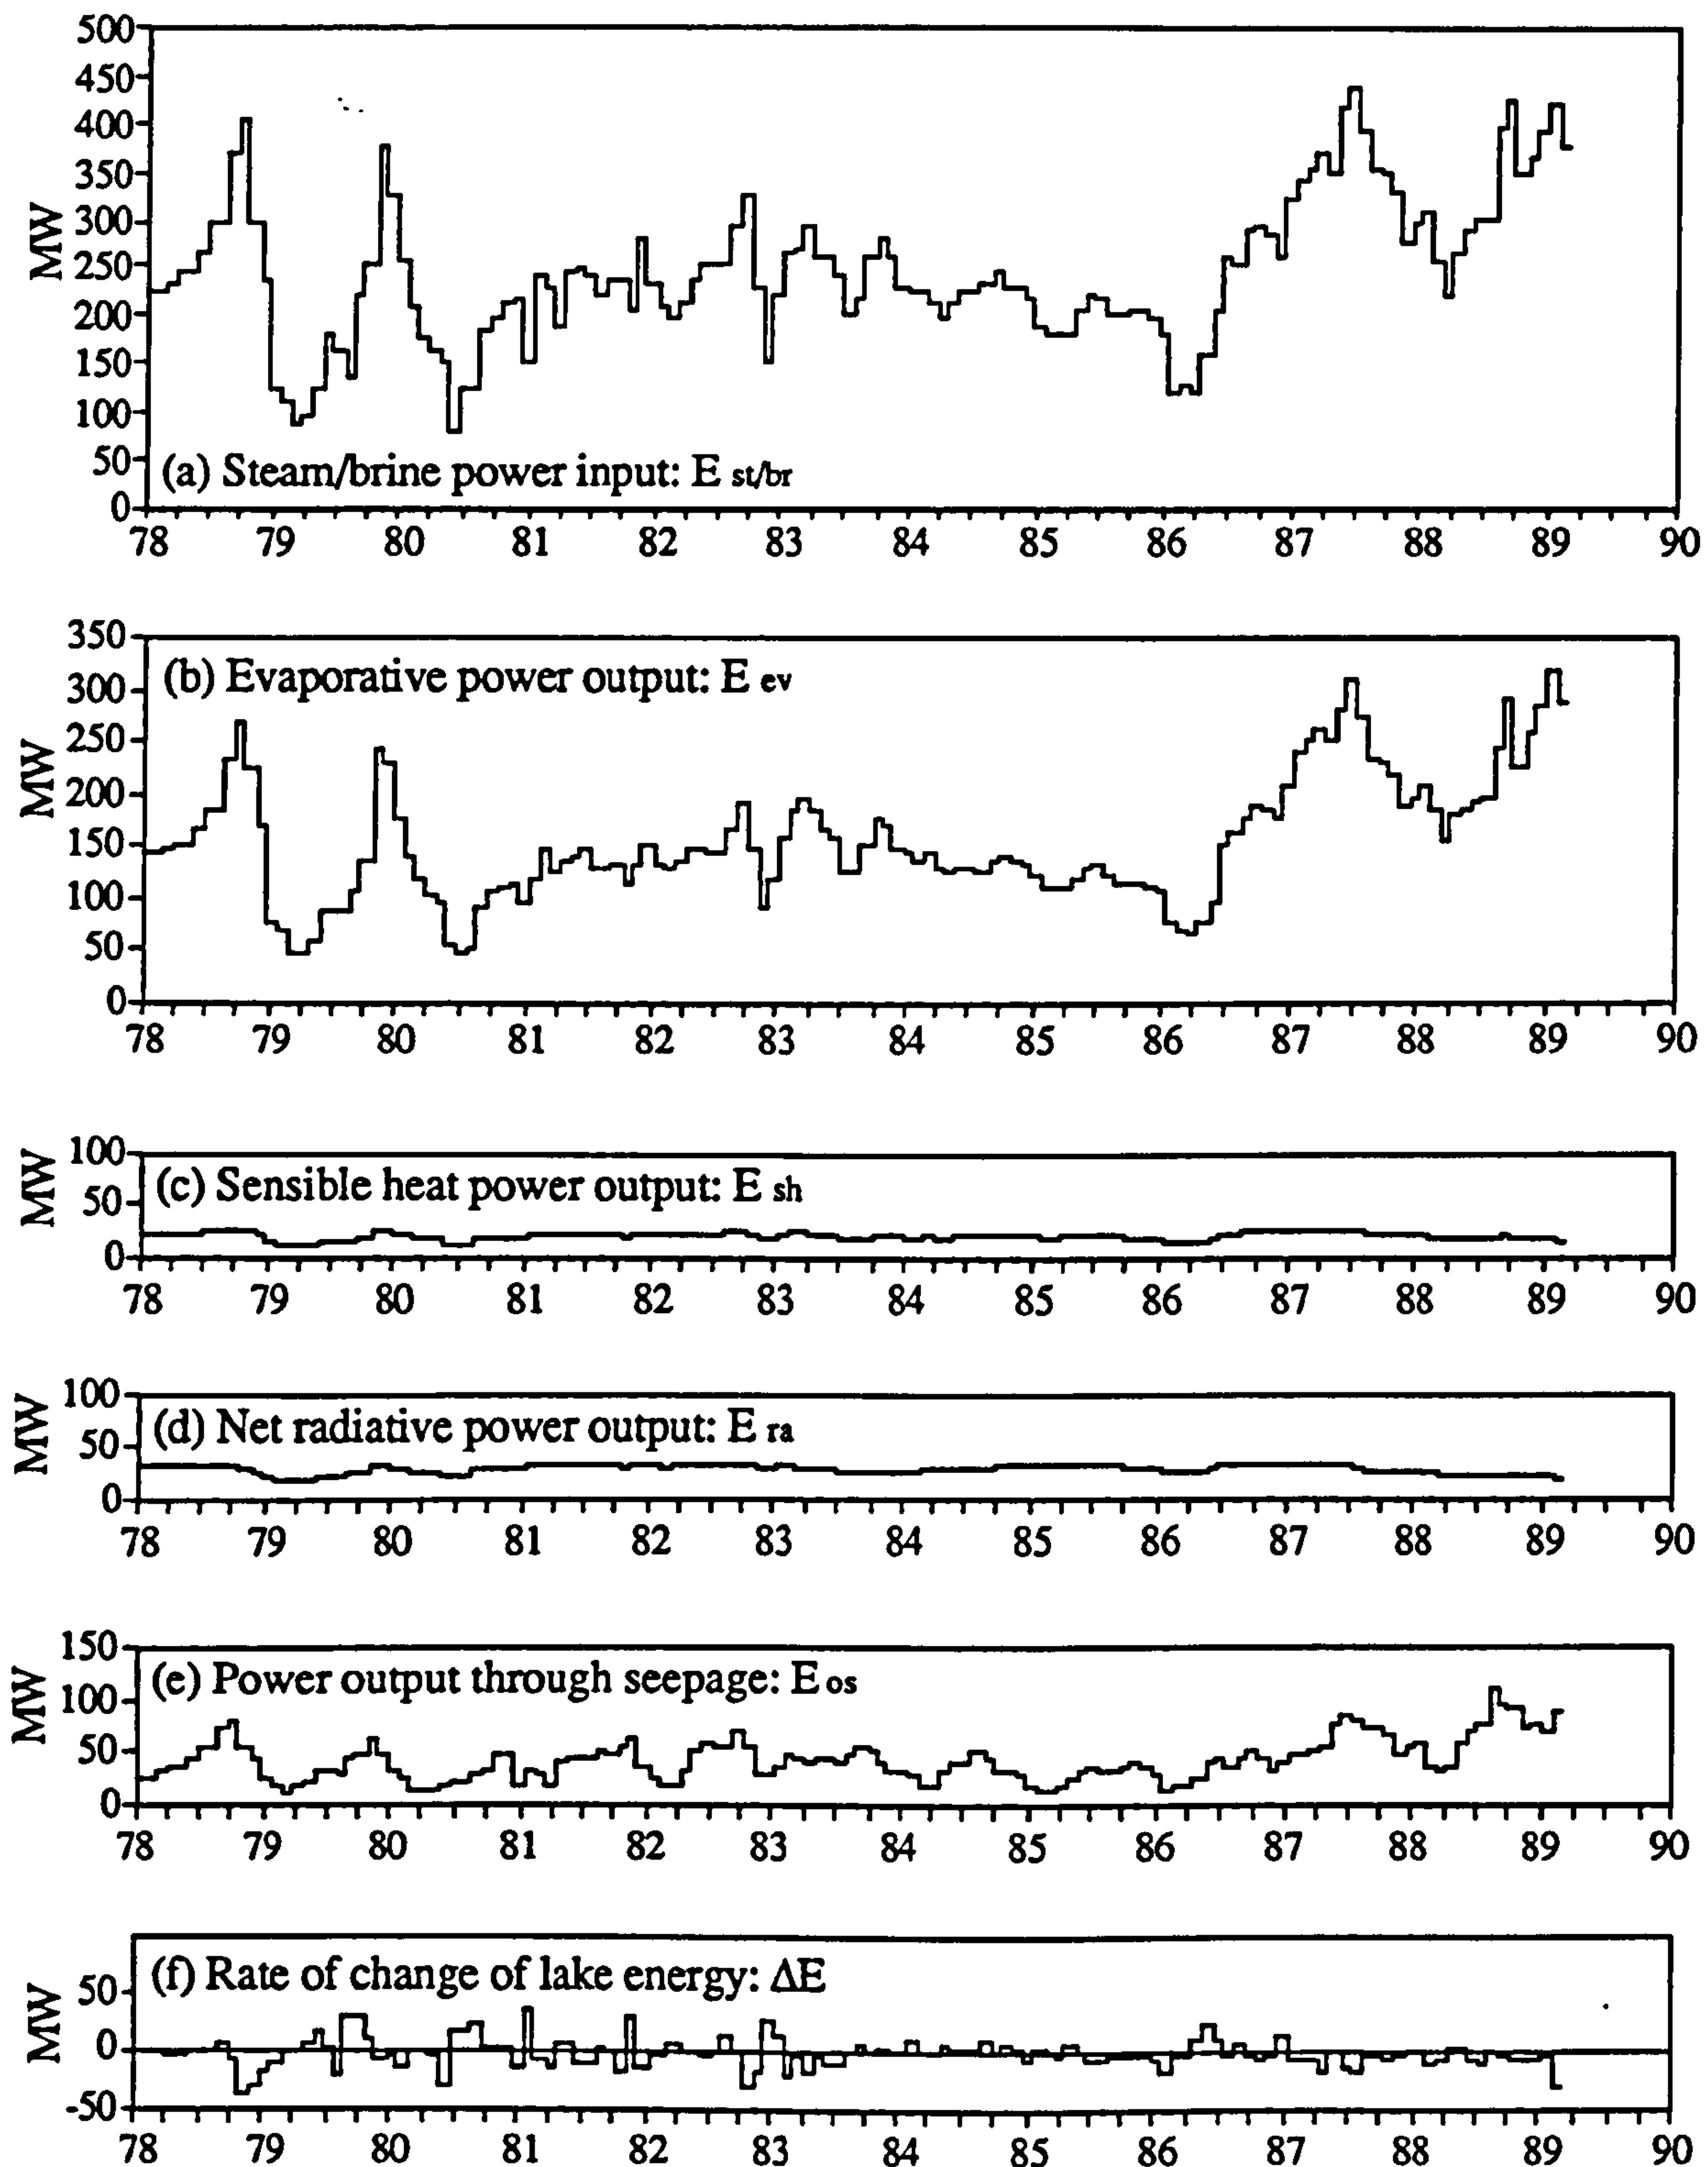 500
450
400
350
300
250
200
150
100
50
0
MW
(a) Steam/brine power input: E st/br
78 79 80 81 82 83 84 85 86 87 88 89 90
350
300
250
200
150
100
50
0
MW
(b) Evaporative power output: E ev
78 79 80 81 82 83 84 85 86 87 88 89 90
100
50
0
MW
(c) Sensible heat power output: E sh
78 79 80 81 82 83 84 85 86 87 88 89 90
100
50
0
MW
(d) Net radiative power output: E ra
78 79 80 81 82 83 84 85 86 87 88 89 90
150
100
50
0
MW
(e) Power output through seepage: E os
78 79 80 81 82 83 84 85 86 87 88 89 90
50
0
-50
MW
(f) Rate of change of lake energy: ΔE
78 79 80 81 82 83 84 85 86 87 88 89 90